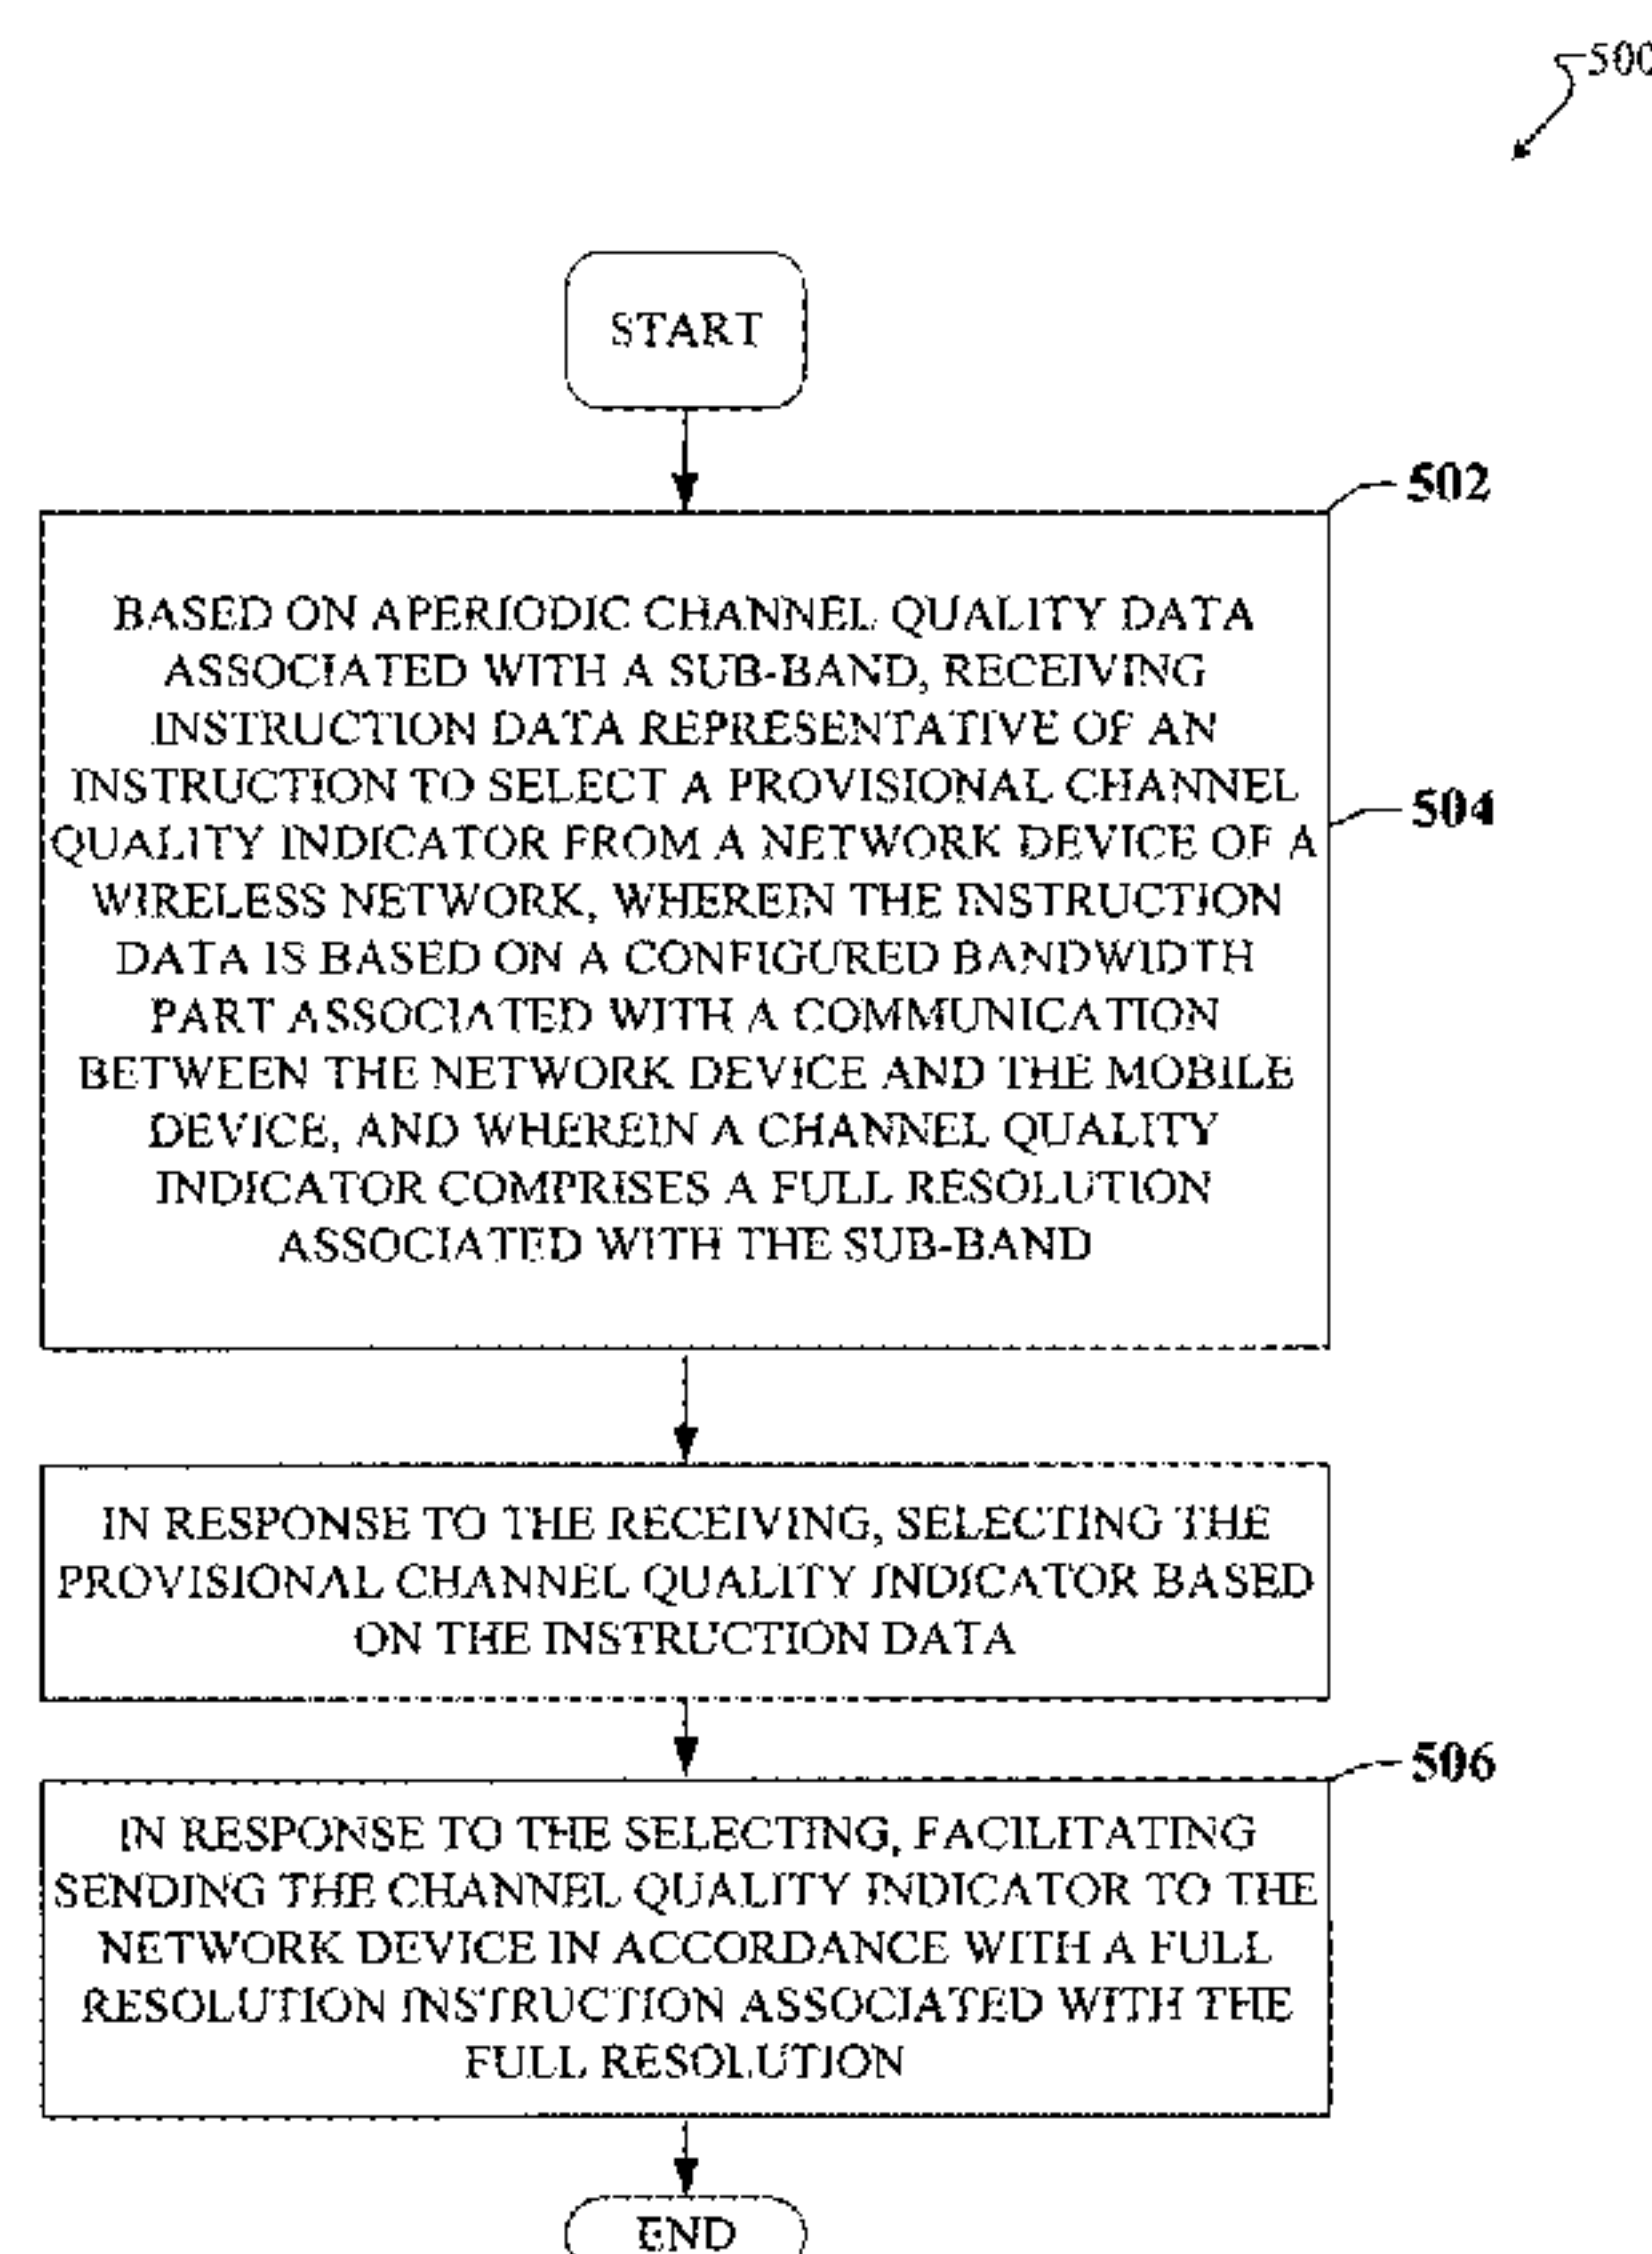 500
START
502
BASED ON APERIODIC CHANNEL QUALITY DATA
ASSOCIATED WITH A SUB-BAND, RECEIVING
INSTRUCTION DATA REPRESENTATIVE OF AN
INSTRUCTION TO SELECT A PROVISIONAL CHANNEL
504
QUALITY INDICATOR FROM A NETWORK DEVICE OF A
WIRELESS NETWORK, WHEREIN THE INSTRUCTION
DATA IS BASED ON A CONFIGURED BANDWIDTH
PART ASSOCIATED WITH A COMMUNICATION
BETWEEN THE NETWORK DEVICE AND THE MOBILE
DEVICE, AND WHEREIN A CHANNEL QUALITY
INDICATOR COMPRISES A FULL RESOLUTION
ASSOCIATED WITH THE SUB-BAND
IN RESPONSE TO THE RECEIVING, SELECTING THE
PROVISIONAL CHANNEL QUALITY INDICATOR BASED
ON THE INSTRUCTION DATA
506
IN RESPONSE TO THE SELECTING, FACILITATING
SENDING THE CHANNEL QUALITY INDICATOR TO THE
NETWORK DEVICE IN ACCORDANCE WITH A FULL
RESOLUTION INSTRUCTION ASSOCIATED WITH THE
FULL RESOLUTION
END